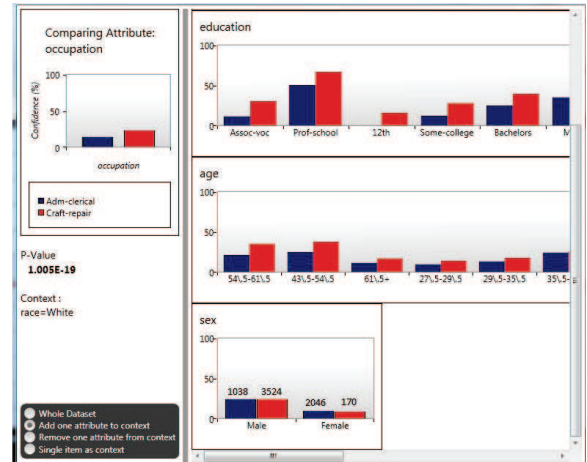 Comparing Attribute:
occupation
Confidence (%)
100
50
0
occupation
Adm-clerical
Craft-repair
P-Value
1.005E-19
Context :
race=White
Whole Dataset
Add one attribute to context
Remove one attribute from context
Single item as context
education
100
50
0
Assoc-voc Prof-school 12th Some-college Bachelors M
age
100
50
0
54\.5-61\.5 43\.5-54\.5 61\.5+ 27\.5-29\.5 29\.5-35\.5 35\.5-
sex
100
50
0
1038 3524 2046 170
Male Female